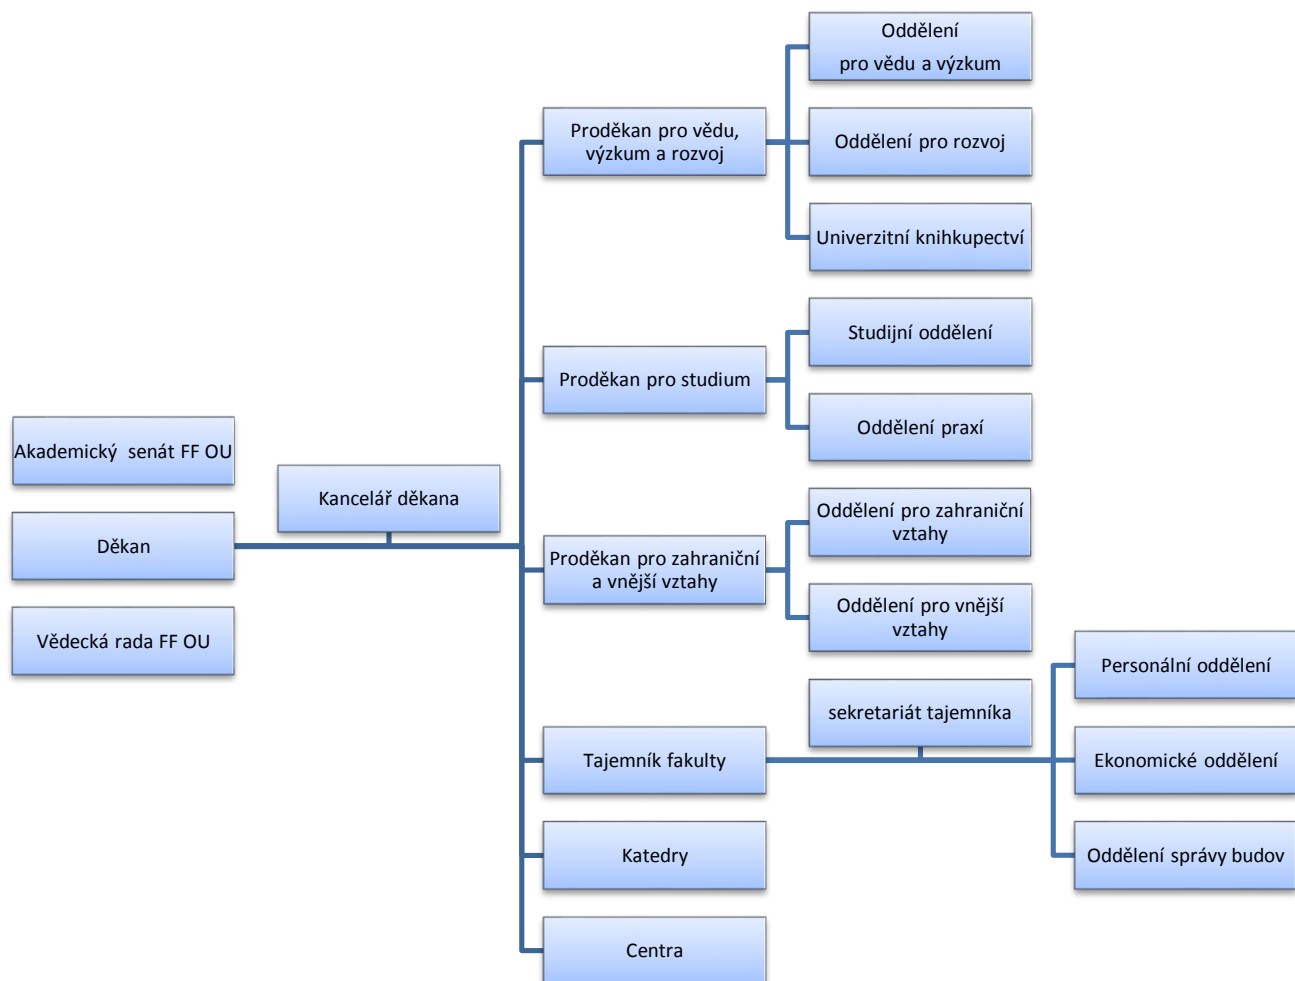 Oddělení
pro vědu a výzkum
Proděkan pro vědu,
výzkum a rozvoj
Oddělení pro rozvoj
Univerzitní knihkupectví
Studijní oddělení
Proděkan pro studium
Oddělení praxí
Akademický senát FF OU
Kancelář děkana
Děkan
Oddělení pro zahraniční
vztahy
Proděkan pro zahraniční
a vnější vztahy
Oddělení pro vnější
vztahy
Vědecká rada FF OU
Personální oddělení
sekretariát tajemníka
Tajemník fakulty
Ekonomické oddělení
Katedry
Oddělení správy budov
Centra